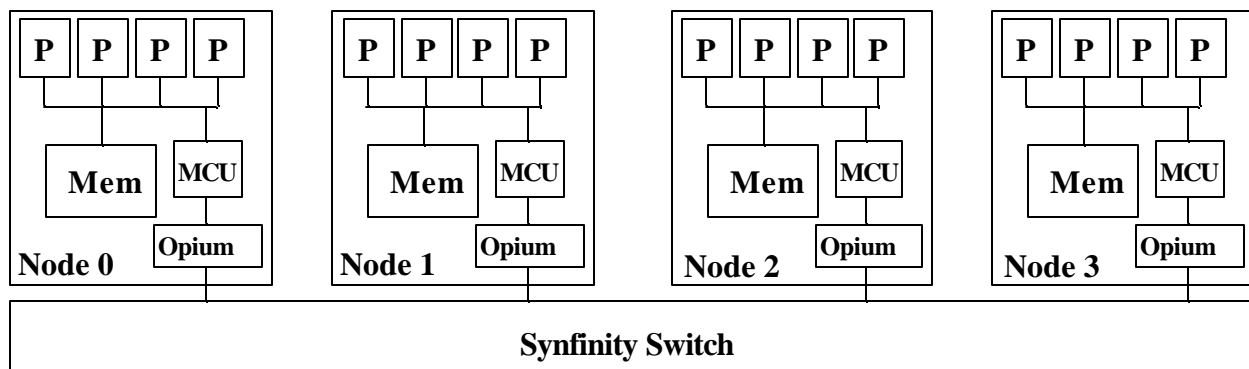 P P P P P P P P P P P P P P P P
Mem MCU Mem MCU Mem MCU Mem MCU
Opium Opium Opium Opium
Node 0 Node 1 Node 2 Node 3
Synfinity Switch